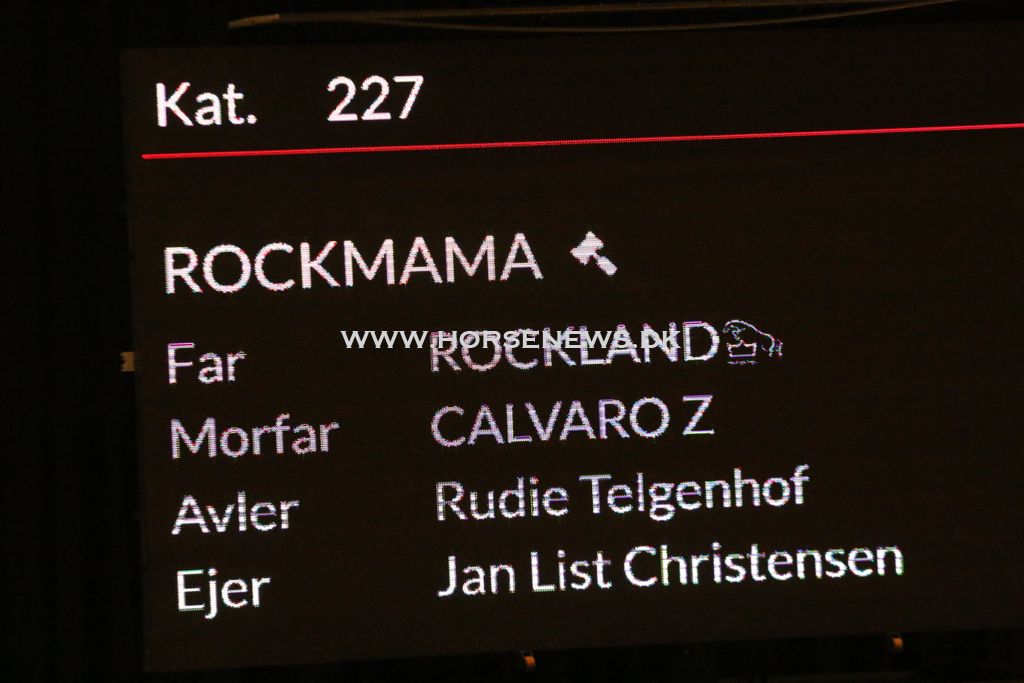 Kat. 227
ROCKMAMA
WWW.HORSENEWS.DK
Far ROCKLAND
Morfar CALVARO Z
Avler Rudie Telgenhof
Ejer Jan List Christensen